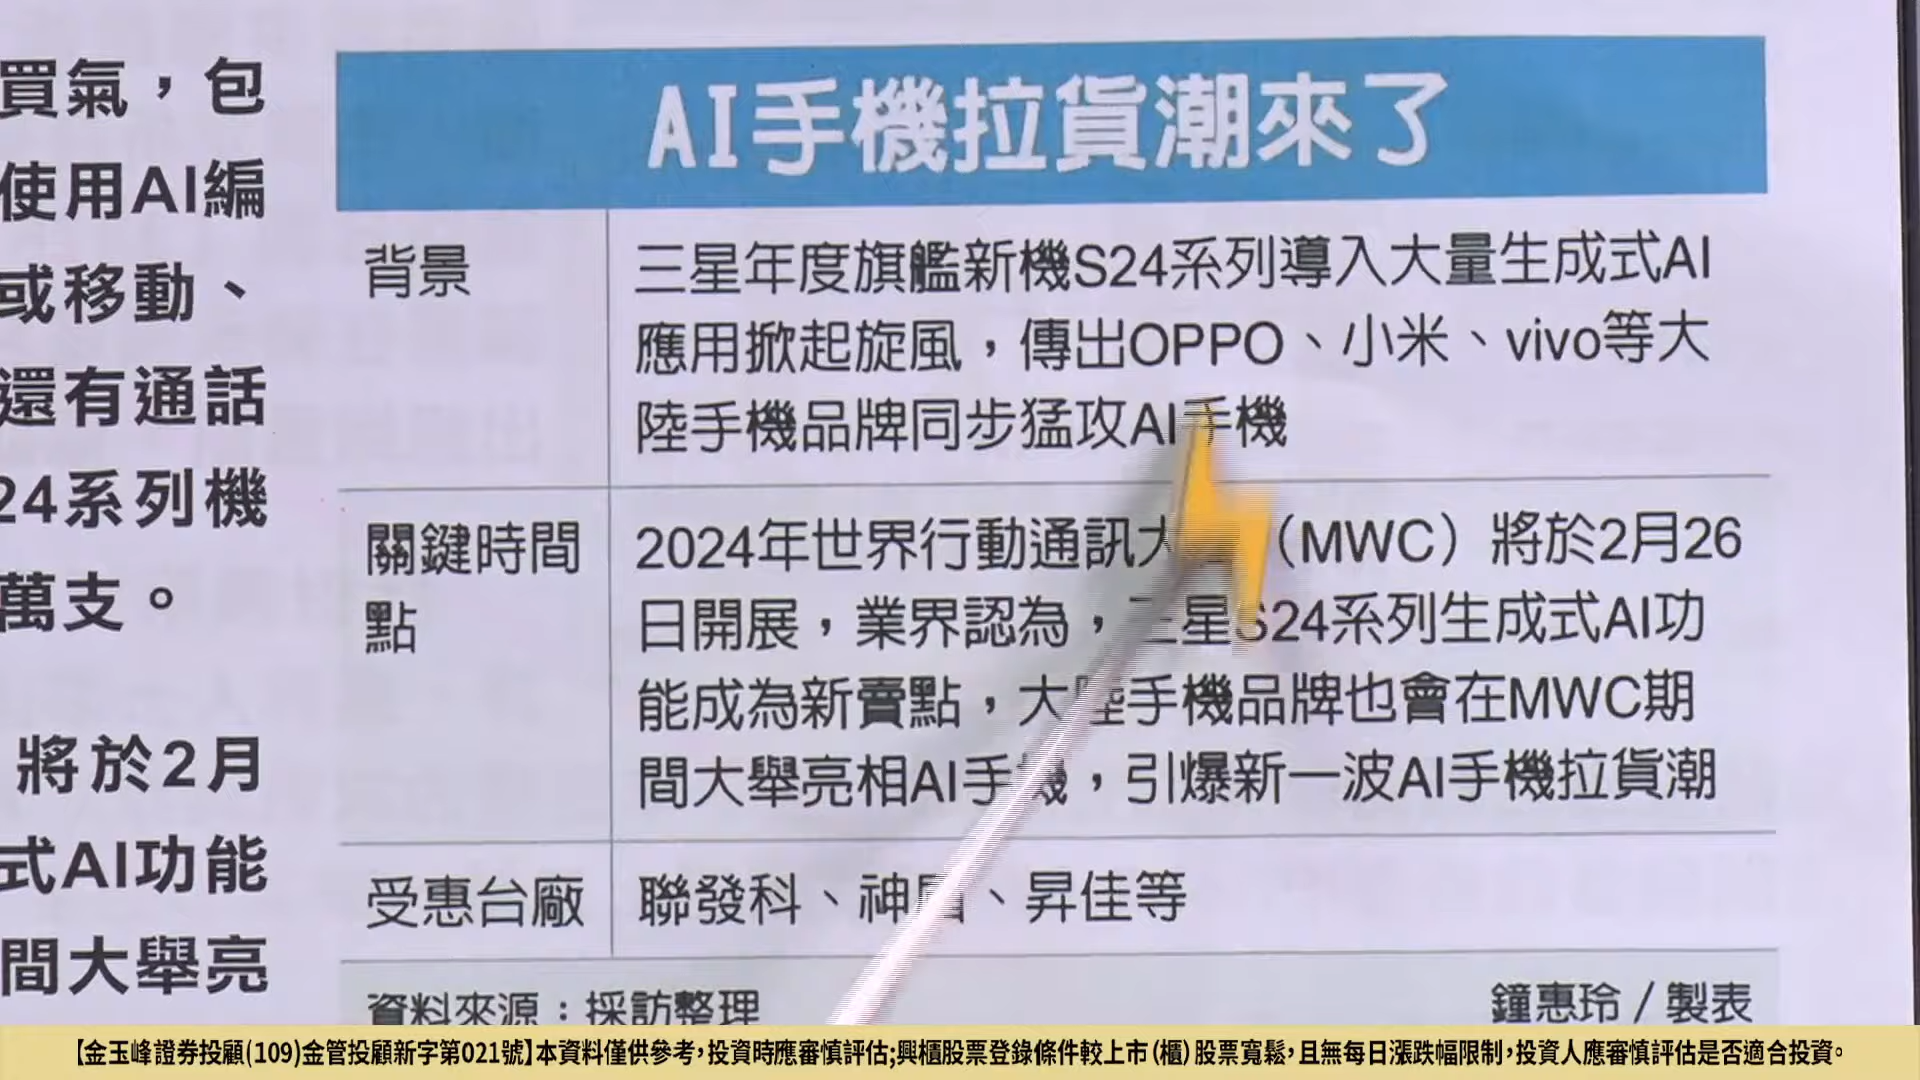 買氣，包
使用AI編
或移動、
還有通話
24系列機
萬支。
將於2月
式AI功能
間大舉亮
AI手機拉貨潮來了
背景
三星年度旗艦新機S24系列導入大量生成式AI
應用掀起旋風，傳出OPPO、小米、vivo等大
陸手機品牌同步猛攻AI手機
關鍵時間
點
2024年世界行動通訊大（MWC）將於2月26
日開展，業界認為，三星S24系列生成式AI功
能成為新賣點，大陸手機品牌也會在MWC期
間大舉亮相AI手機，引爆新一波AI手機拉貨潮
受惠台廠
聯發科、神盾、昇佳等
資料來源：採訪整理
鐘惠玲／製表
【金玉峰證券投顧(109)金管投顧新字第021號】本資料僅供參考，投資時應審慎評估；興櫃股票登錄條件較上市(櫃)股票寬鬆，且無每日漲跌幅限制，投資人應審慎評估是否適合投資。